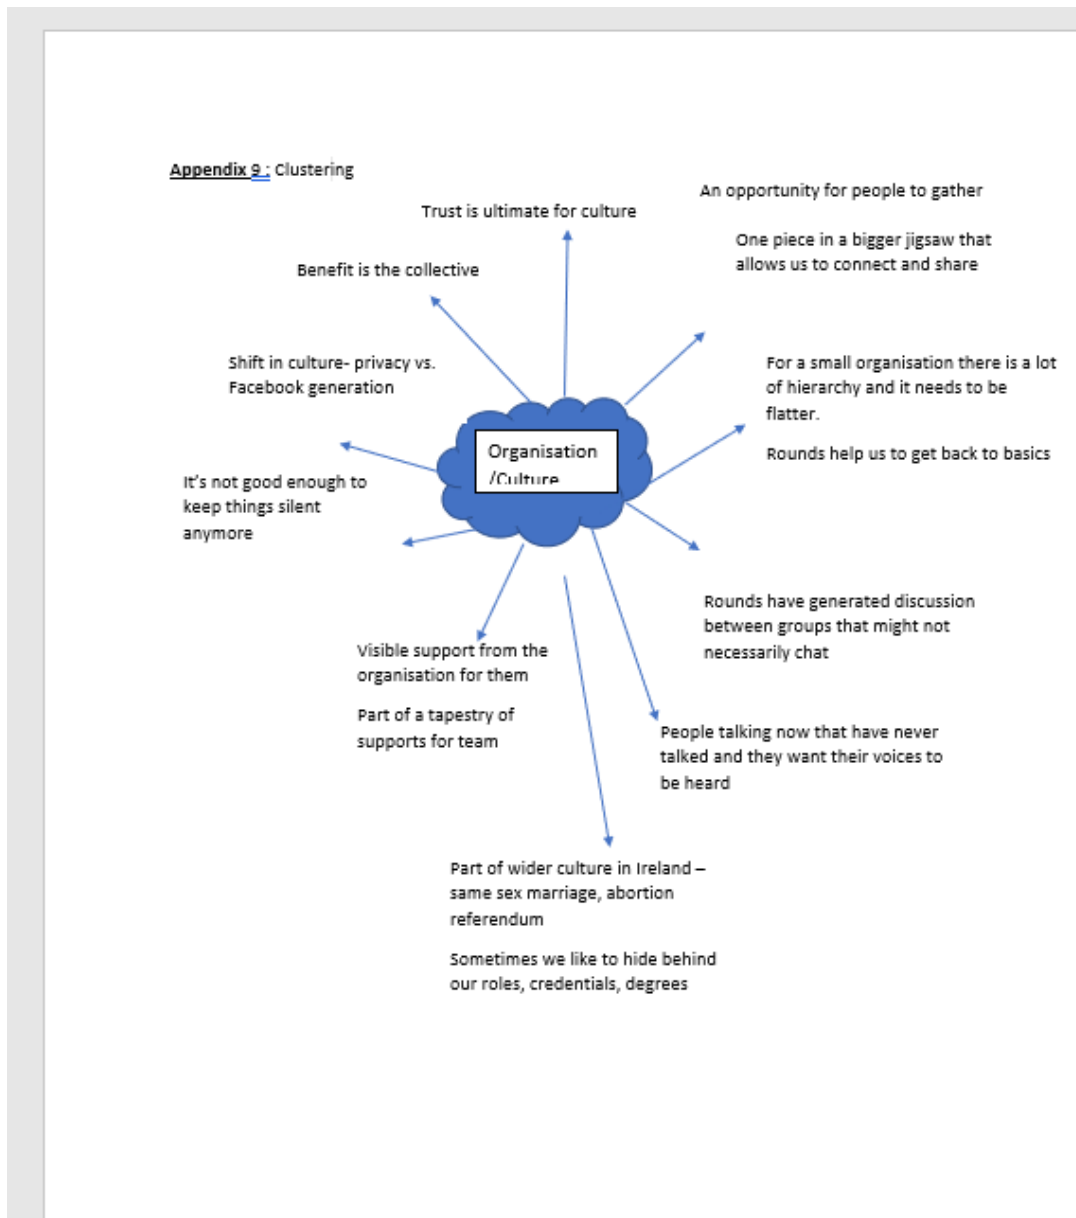 Appendix 9 : Clustering
An opportunity for people to gather
Trust is ultimate for culture
One piece in a bigger jigsaw that
allows us to connect and share
Benefit is the collective
Shift in culture- privacy vs.
Facebook generation
For a small organisation there is a lot
of hierarchy and it needs to be
flatter.
Rounds help us to get back to basics
Organisation
/Culture
It's not good enough to
keep things silent
anymore
Rounds have generated discussion
between groups that might not
necessarily chat
Visible support from the
organisation for them
Part of a tapestry of
supports for team
People talking now that have never
talked and they want their voices to
be heard
Part of wider culture in Ireland –
same sex marriage, abortion
referendum
Sometimes we like to hide behind
our roles, credentials, degrees